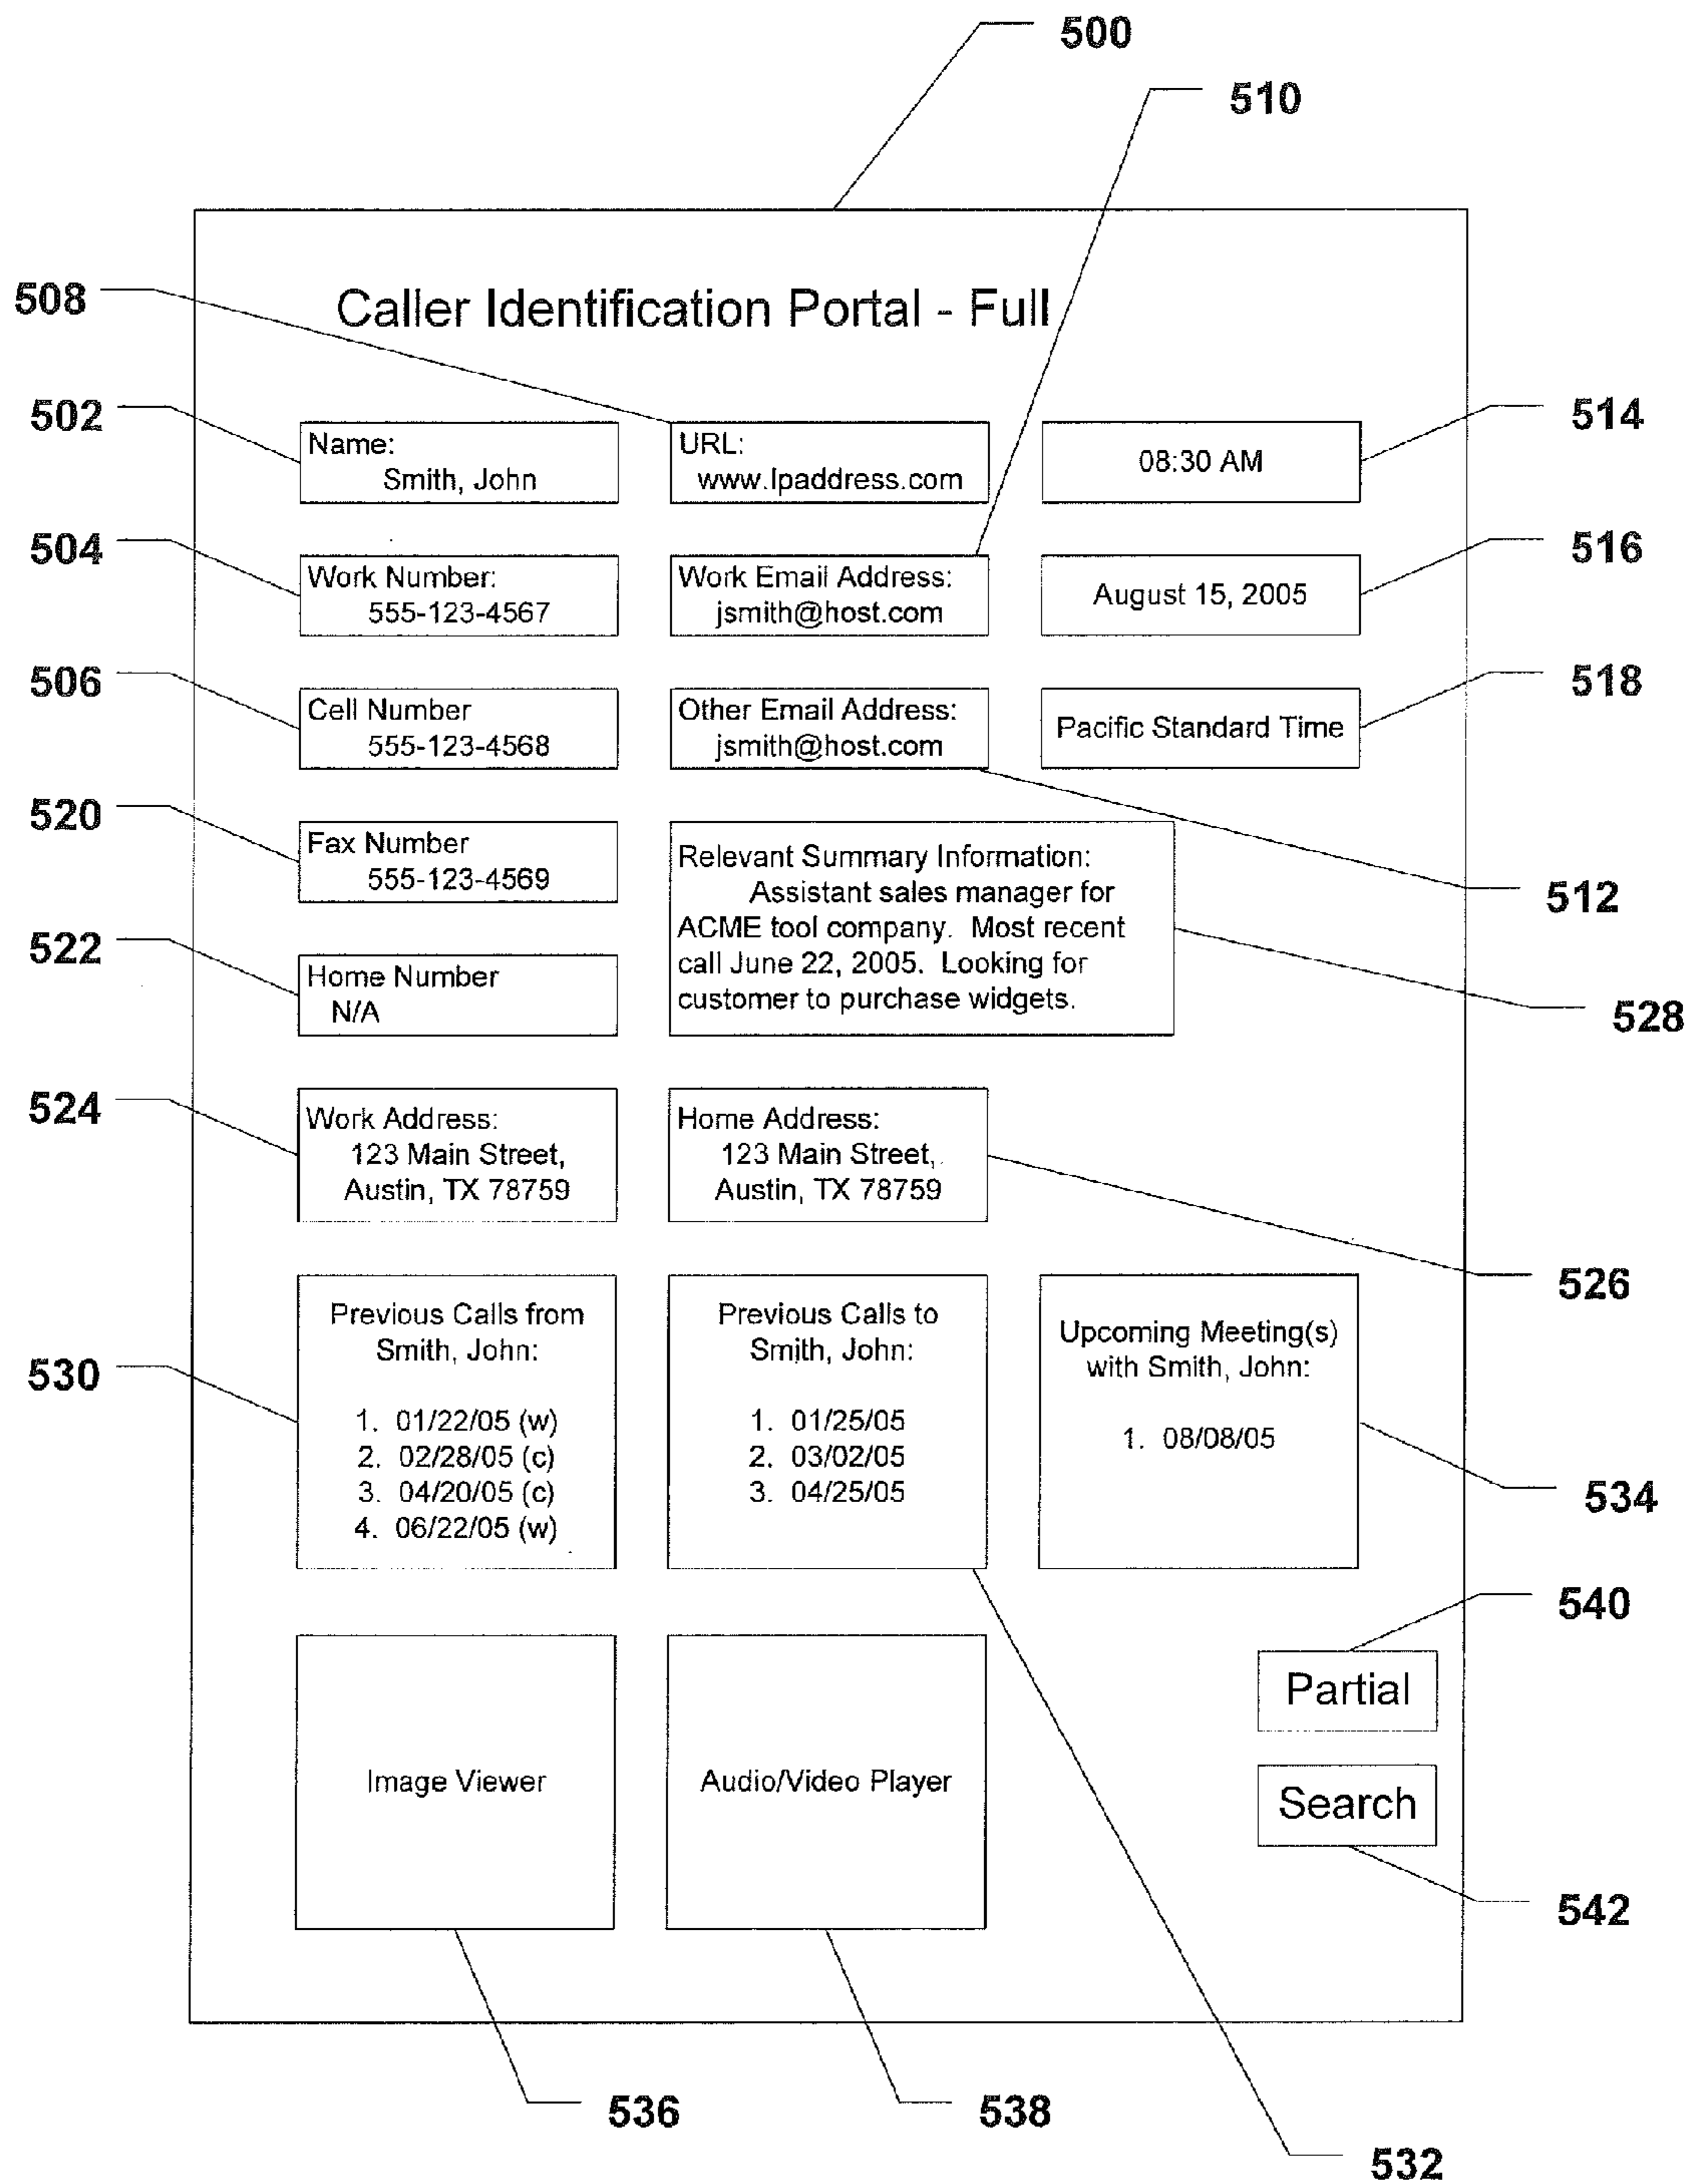 500
510
508
Caller Identification Portal - Full
502
Name:
Smith, John
URL:
www.Ipaddress.com
08:30 AM
514
504
Work Number:
555-123-4567
Work Email Address:
jsmith@host.com
August 15, 2005
516
506
Cell Number
555-123-4568
Other Email Address:
jsmith@host.com
Pacific Standard Time
518
520
Fax Number
555-123-4569
Relevant Summary Information:
Assistant sales manager for
ACME tool company. Most recent
call June 22, 2005. Looking for
customer to purchase widgets.
512
522
Home Number
N/A
528
524
Work Address:
123 Main Street,
Austin, TX 78759
Home Address:
123 Main Street,
Austin, TX 78759
526
530
Previous Calls from
Smith, John:
1. 01/22/05 (w)
2. 02/28/05 (c)
3. 04/20/05 (c)
4. 06/22/05 (w)
Previous Calls to
Smith, John:
1. 01/25/05
2. 03/02/05
3. 04/25/05
Upcoming Meeting(s)
with Smith, John:
1. 08/08/05
534
540
Partial
Image Viewer
Audio/Video Player
Search
542
536
538
532